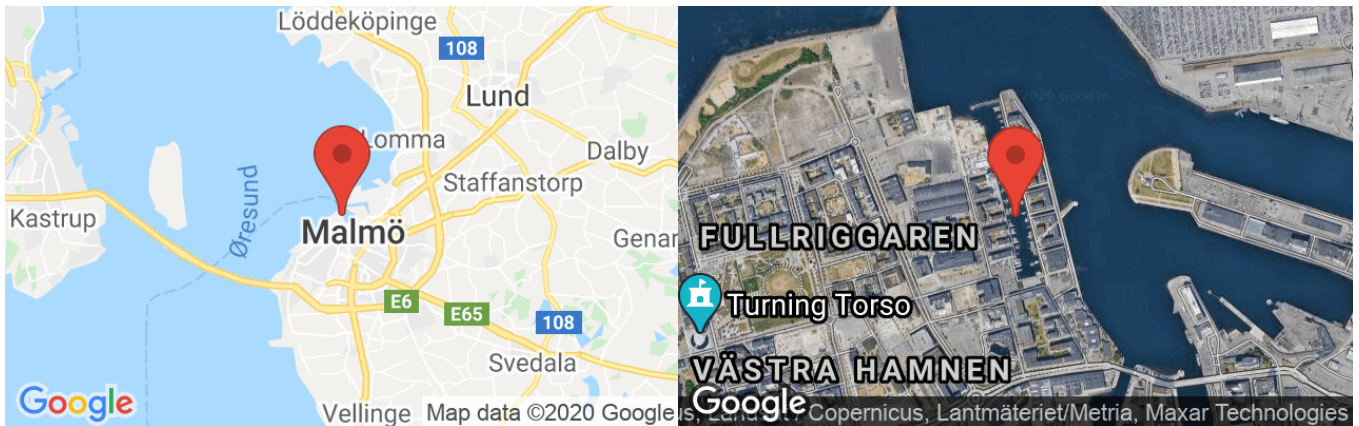 Löddeköpinge
108
Lund
Lomma
Dalby
Staffanstorp
Kastrup
Øresund
Malmö
Genar
E6
E65
108
Svedala
Vellinge
Google
Map data ©2020 Google
2020 Google
FULLRIGGAREN
Turning Torso
VÄSTRA HAMNEN
Google
Copernicus, Lantmäteriet/Metria, Maxar Technologies